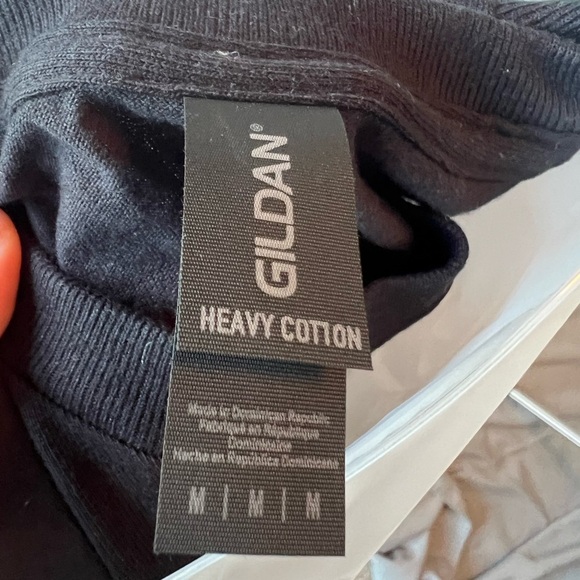 GILDAN®
HEAVY COTTON
Made in Dominican Republic
Fabriqué en République
Dominicaine
Hecho en República Dominicana
M | M | M